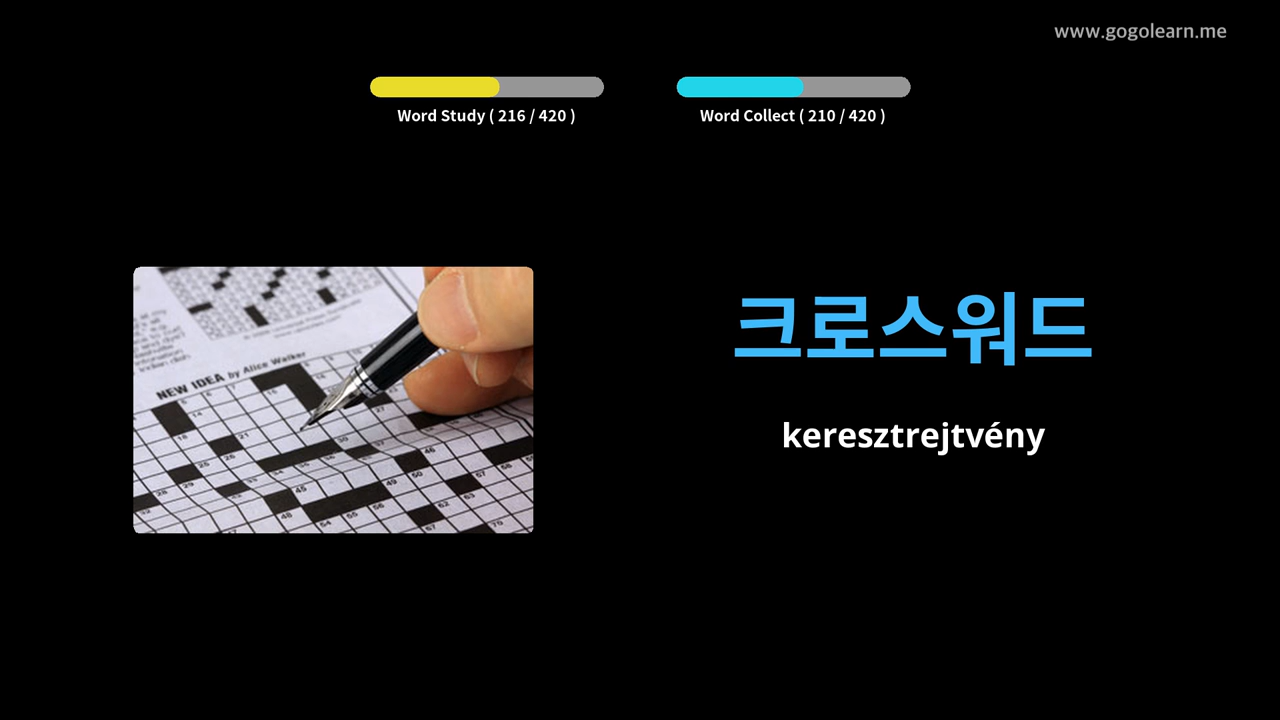 www.gogolearn.me
Word Study ( 216 / 420 )
Word Collect ( 210 / 420 )
NEW IDEA by Alice Walker
크로스워드
keresztrejtvény